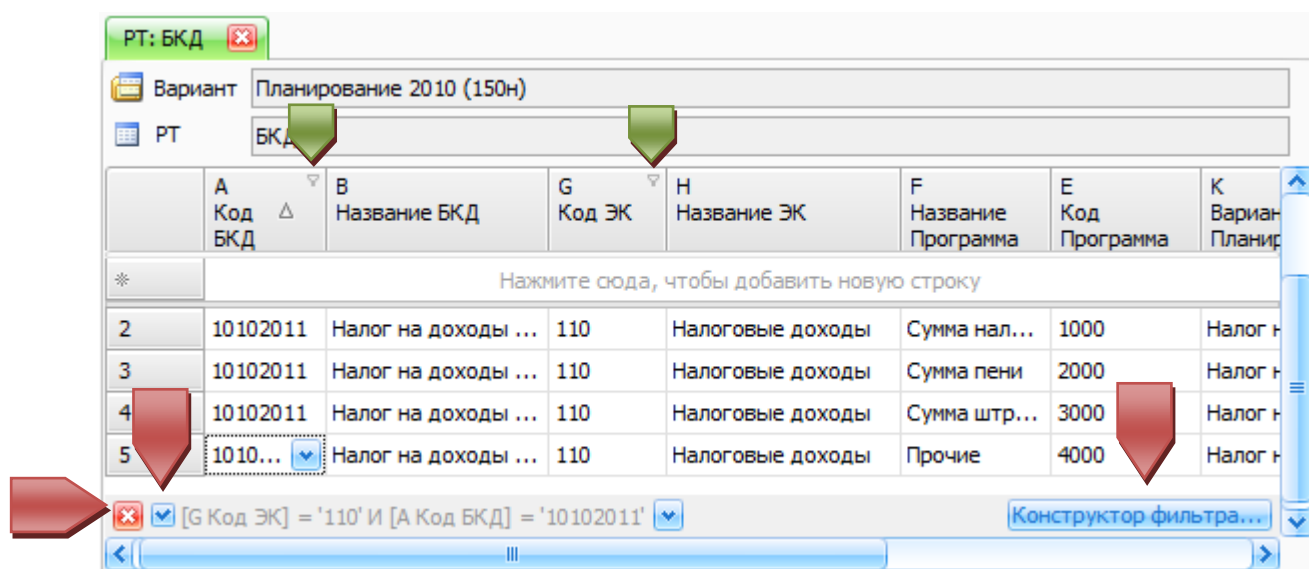 РТ: БКД
Вариант Планирование 2010 (150н)
РТ БКД
A B G H F E K
Код БКД Название БКД Код ЭК Название ЭК Название Программа Код Программа Вариан Планир
Нажмите сюда, чтобы добавить новую строку
2 10102011 Налог на доходы ... 110 Налоговые доходы Сумма нал... 1000 Налог н
3 10102011 Налог на доходы ... 110 Налоговые доходы Сумма пени 2000 Налог н
4 10102011 Налог на доходы ... 110 Налоговые доходы Сумма штр... 3000 Налог н
5 1010... Налог на доходы ... 110 Налоговые доходы Прочие 4000 Налог н
[G Код ЭК] = '110' И [A Код БКД] = '10102011' Конструктор фильтра...